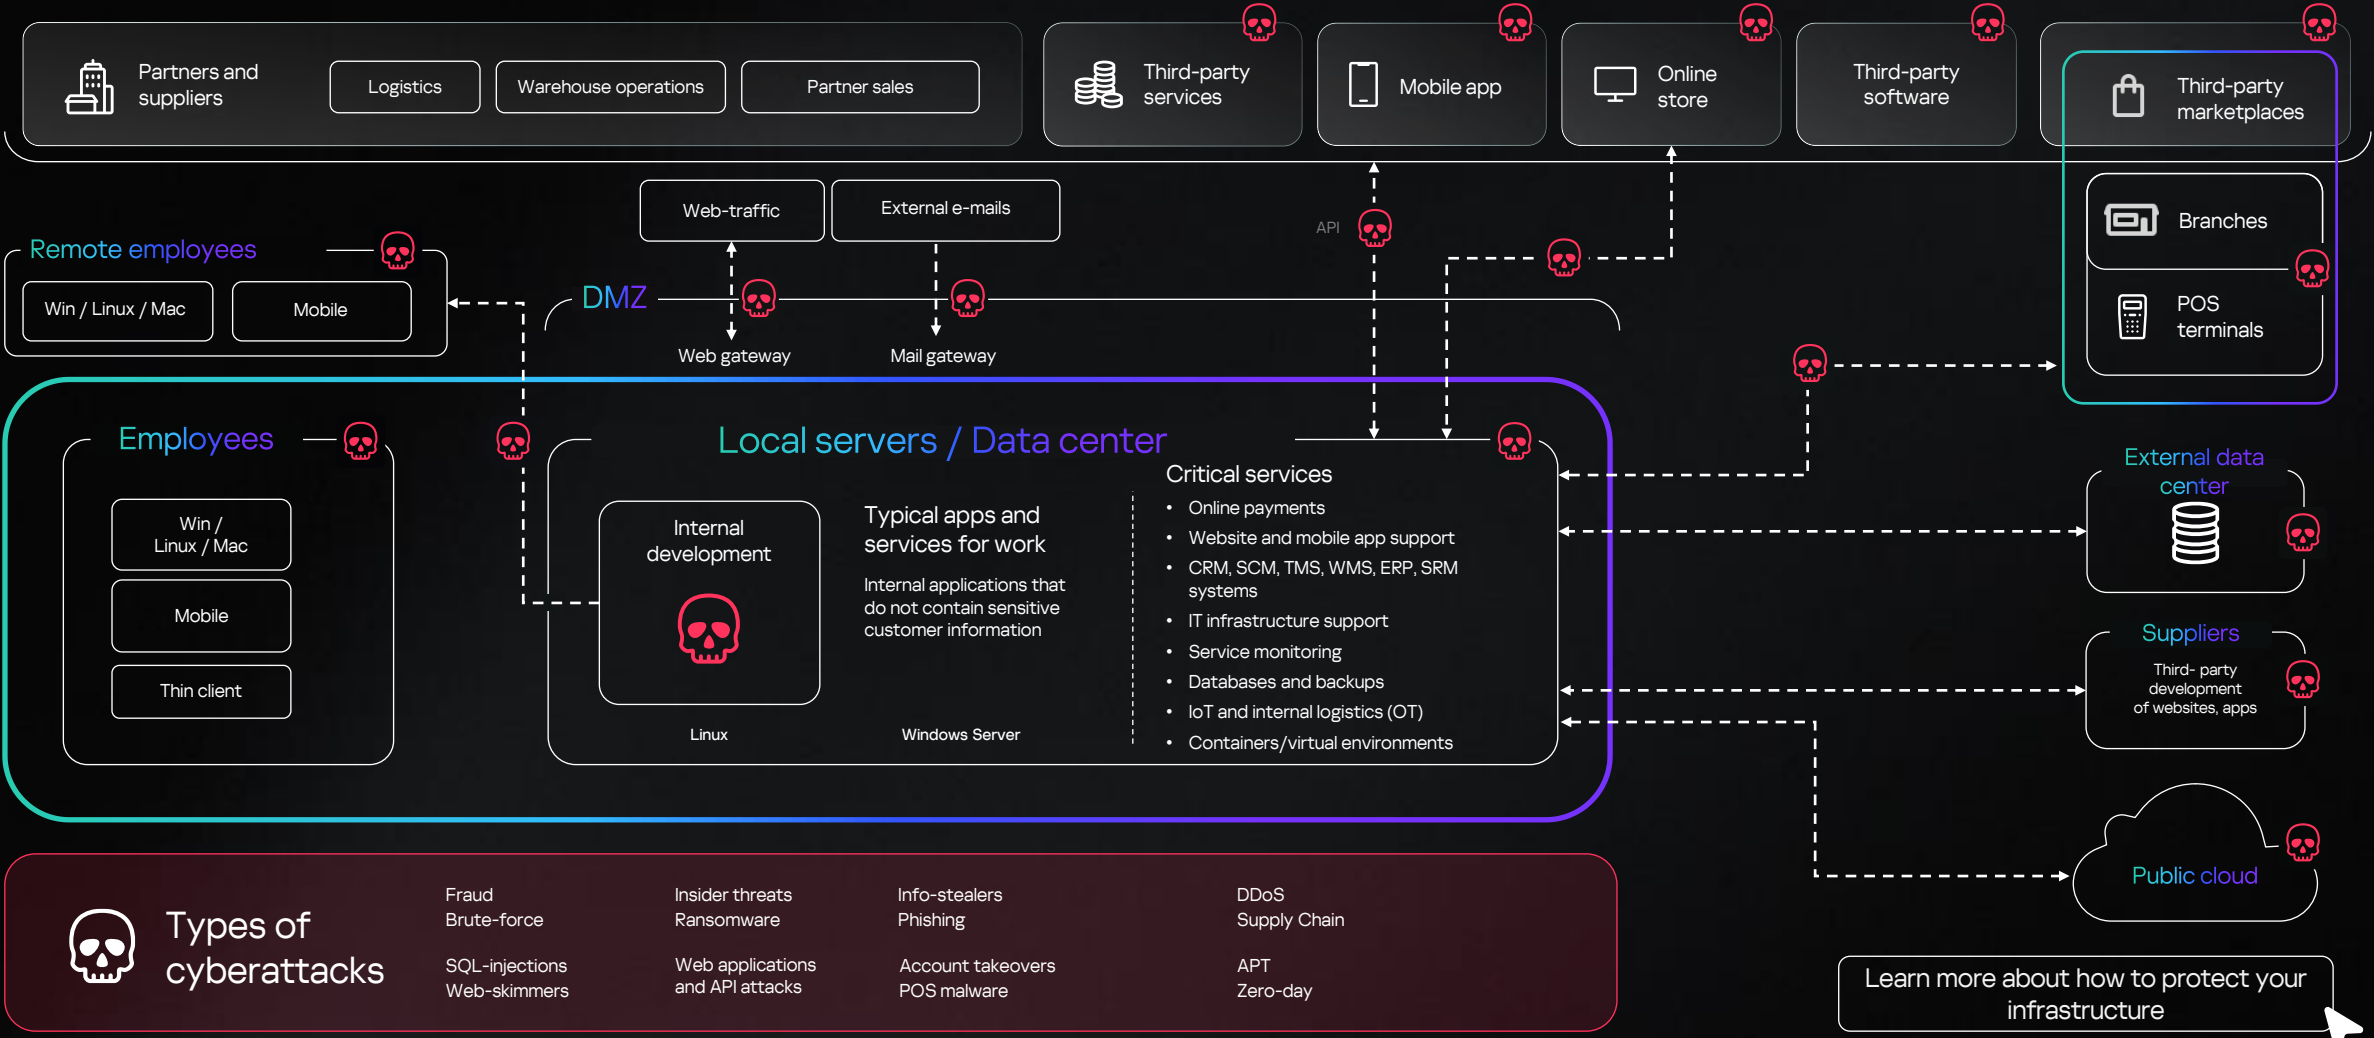 Partners and
suppliers
Logistics
Warehouse operations
Partner sales
Third-party
services
Mobile app
Online
store
Third-party
software
Third-party
marketplaces
Web-traffic
External e-mails
API
Branches
POS
terminals
Remote employees
Win / Linux / Mac
Mobile
DMZ
Web gateway
Mail gateway
Employees
Win /
Linux / Mac
Mobile
Thin client
Local servers / Data center
Internal
development
Linux
Typical apps and
services for work
Internal applications that
do not contain sensitive
customer information
Windows Server
Critical services
• Online payments
• Website and mobile app support
• CRM, SCM, TMS, WMS, ERP, SRM
systems
• IT infrastructure support
• Service monitoring
• Databases and backups
• IoT and internal logistics (OT)
• Containers/virtual environments
External data
center
Suppliers
Third- party
development
of websites, apps
Public cloud
Types of
cyberattacks
Fraud
Brute-force
SQL-injections
Web-skimmers
Insider threats
Ransomware
Web applications
and API attacks
Info-stealers
Phishing
Account takeovers
POS malware
DDoS
Supply Chain
APT
Zero-day
Learn more about how to protect your
infrastructure